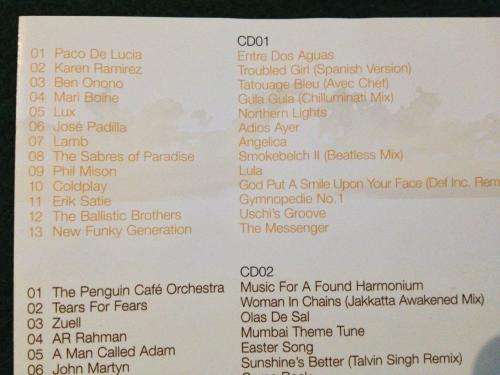 CD01
01 Paco De Lucia Entre Dos Aguas
02 Karen Ramirez Troubled Girl (Spanish Version)
03 Ben Onono Tatouage Bleu (Avec Chet)
04 Mari Boine Gula Gula (Chilluminati Mix)
05 Lux Northern Lights
06 José Padilla Adios Ayer
07 Lamb Angelica
08 The Sabres of Paradise Smokebelch II (Beatless Mix)
09 Phil Mison Lula
10 Coldplay God Put A Smile Upon Your Face (Def Inc. Rem
11 Erik Satie Gymnopedie No.1
12 The Ballistic Brothers Uschi's Groove
13 New Funky Generation The Messenger
CD02
01 The Penguin Café Orchestra Music For A Found Harmonium
02 Tears For Fears Woman In Chains (Jakkatta Awakened Mix)
03 Zuell Olas De Sal
04 AR Rahman Mumbai Theme Tune
05 A Man Called Adam Easter Song
06 John Martyn Sunshine's Better (Talvin Singh Remix)